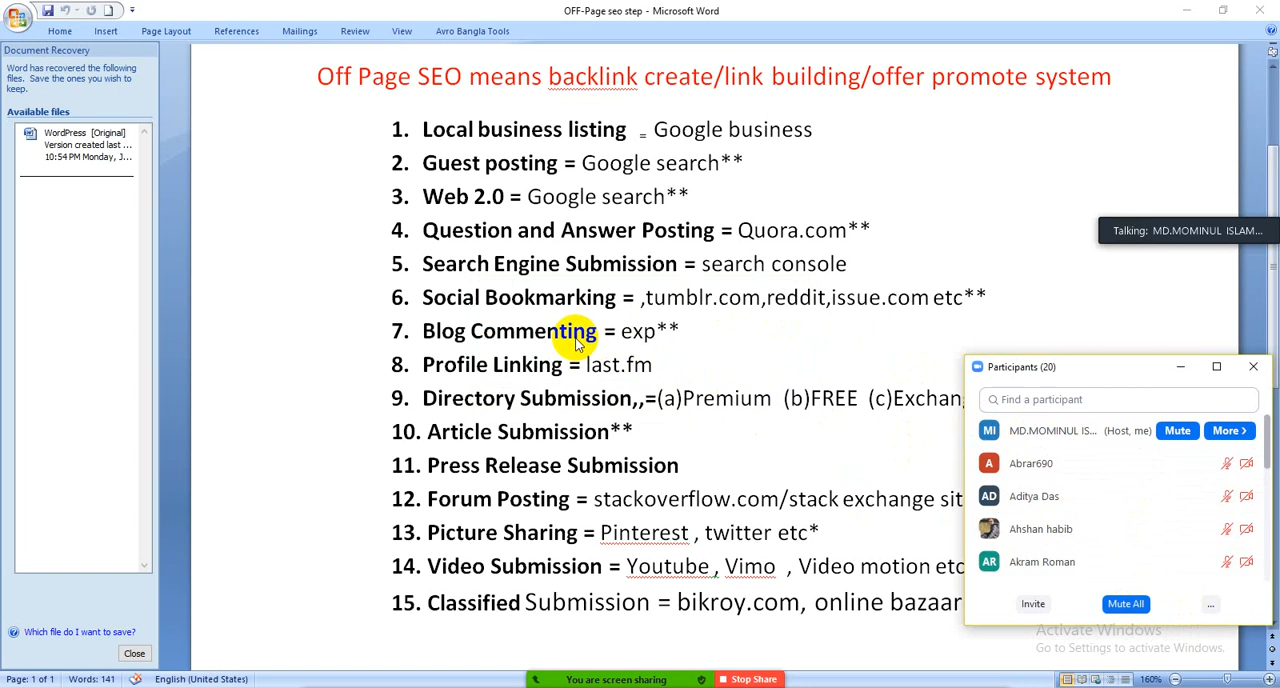 OFF-Page seo step - Microsoft Word
Home Insert Page Layout References Mailings Review View Avro Bangla Tools
Document Recovery
Word has recovered the following
files. Save the ones you wish to
keep.
Available files
WordPress [Original]
Version created last ...
10:54 PM Monday, J...
Which file do I want to save?
Close
Off Page SEO means backlink create/link building/offer promote system
1. Local business listing = Google business
2. Guest posting = Google search**
3. Web 2.0 = Google search**
4. Question and Answer Posting = Quora.com**
5. Search Engine Submission = search console
6. Social Bookmarking = ,tumblr.com,reddit,issue.com etc**
7. Blog Commenting = exp**
8. Profile Linking = last.fm
9. Directory Submission,,=(a)Premium (b)FREE (c)Exchan
10. Article Submission**
11. Press Release Submission
12. Forum Posting = stackoverflow.com/stack exchange sit
13. Picture Sharing = Pinterest , twitter etc*
14. Video Submission = Youtube , Vimo , Video motion etc
15. Classified Submission = bikroy.com, online bazaar
Talking: MD.MOMINUL ISLAM...
Participants (20)
Find a participant
MI MD.MOMINUL IS... (Host, me) Mute More >
A Abrar690
AD Aditya Das
Ahshan habib
AR Akram Roman
Invite Mute All ...
Activate Windows
Go to Settings to activate Windows.
Page: 1 of 1 Words: 141 English (United States) You are screen sharing Stop Share 160%